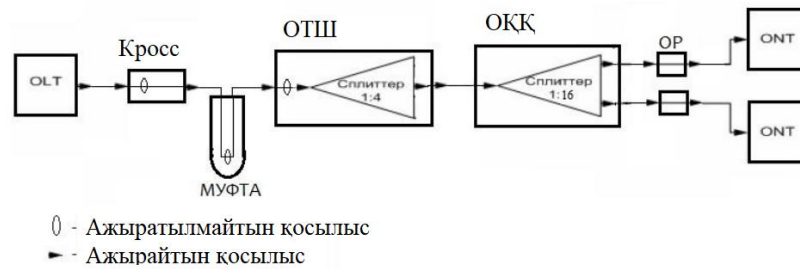 ОТШ
ОҚҚ
Кросс
ОР
ONT
OLT
Сплиттер
1:4
Сплиттер
1:16
ONT
МУФТА
- Ажыратылмайтын қосылыс
- Ажырайтын қосылыс